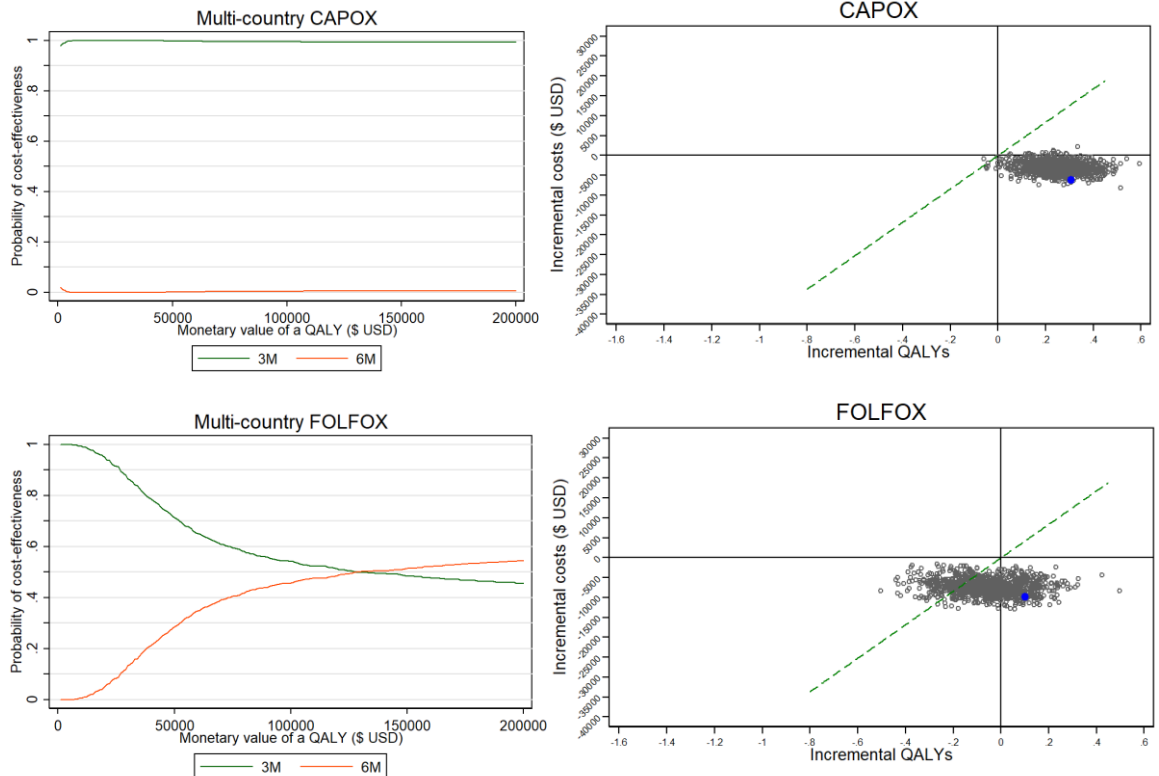 Multi-country CAPOX
Probability of cost-effectiveness
1
.8
.6
.4
.2
0
0 50000 100000 150000 200000
Monetary value of a QALY ($ USD)
3M 6M
CAPOX
Incremental costs ($ USD)
30000
25000
20000
15000
10000
5000
0
-5000
-10000
-15000
-20000
-25000
-30000
-35000
-40000
-1.6 -1.4 -1.2 -1 -.8 -.6 -.4 -.2 0 .2 .4 .6
Incremental QALYs
Multi-country FOLFOX
Probability of cost-effectiveness
1
.8
.6
.4
.2
0
0 50000 100000 150000 200000
Monetary value of a QALY ($ USD)
3M 6M
FOLFOX
Incremental costs ($ USD)
30000
25000
20000
15000
10000
5000
0
-5000
-10000
-15000
-20000
-25000
-30000
-35000
-40000
-1.6 -1.4 -1.2 -1 -.8 -.6 -.4 -.2 0 .2 .4 .6
Incremental QALYs